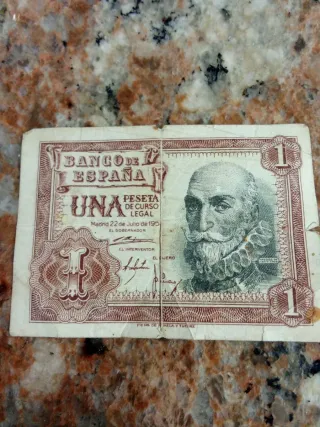 BANCO DE
ESPAÑA
1
UNA PESETA
DE CURSO
LEGAL
Madrid 22 de Julio de 195
EL GOBERNADOR
EL INTERVENTOR
EL CAJERO
1
1